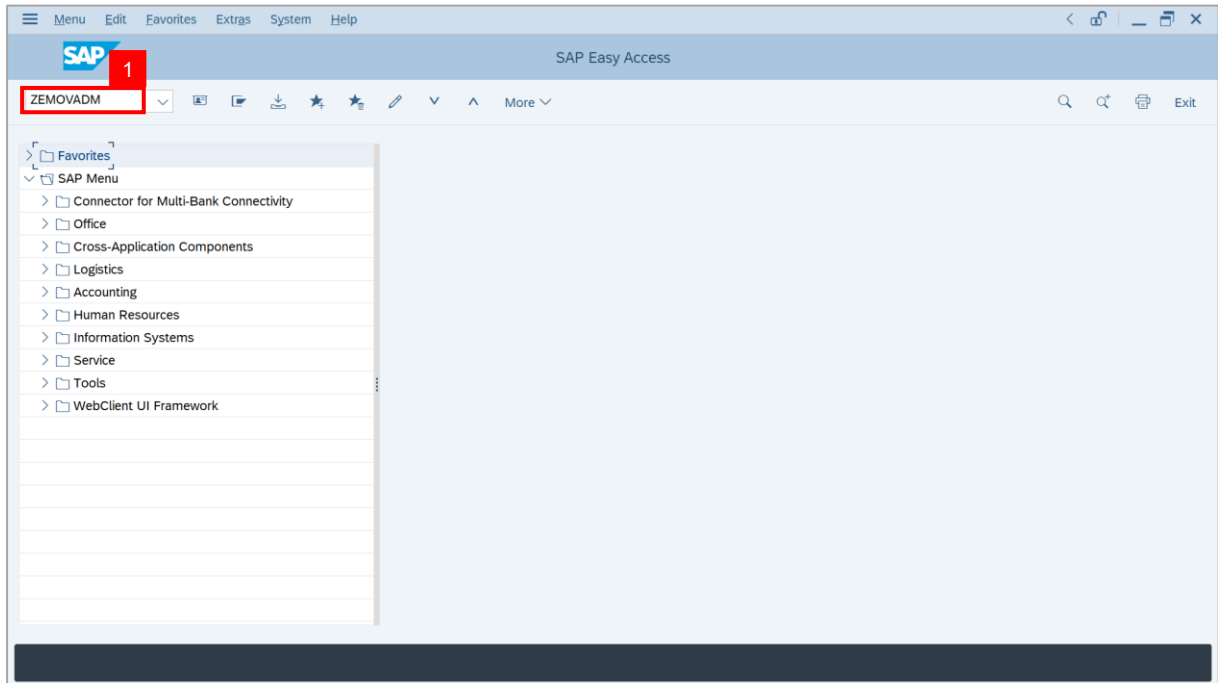 Menu Edit Favorites Extras System Help
SAP
SAP Easy Access
1
ZEMOVADM
More
Exit
Favorites
SAP Menu
Connector for Multi-Bank Connectivity
Office
Cross-Application Components
Logistics
Accounting
Human Resources
Information Systems
Service
Tools
WebClient UI Framework